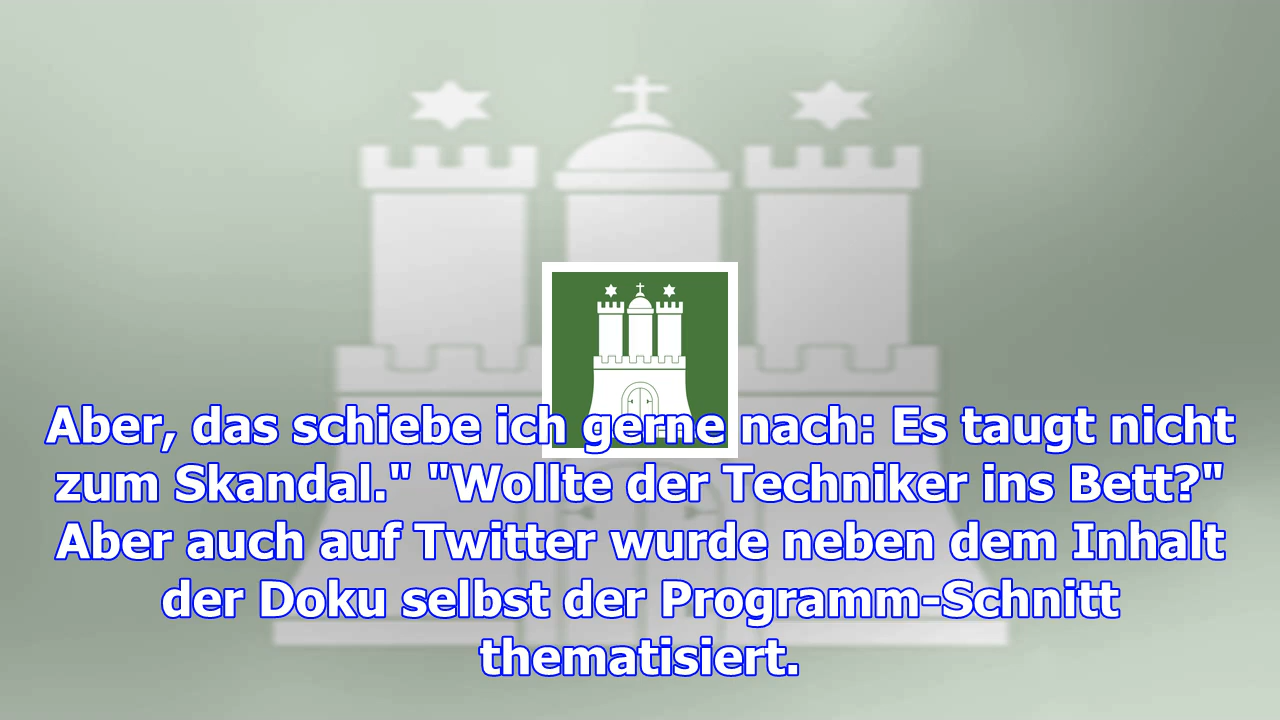 Aber, das schiebe ich gerne nach: Es taugt nicht
zum Skandal." "Wollte der Techniker ins Bett?"
Aber auch auf Twitter wurde neben dem Inhalt
der Doku selbst der Programm-Schnitt
thematisiert.